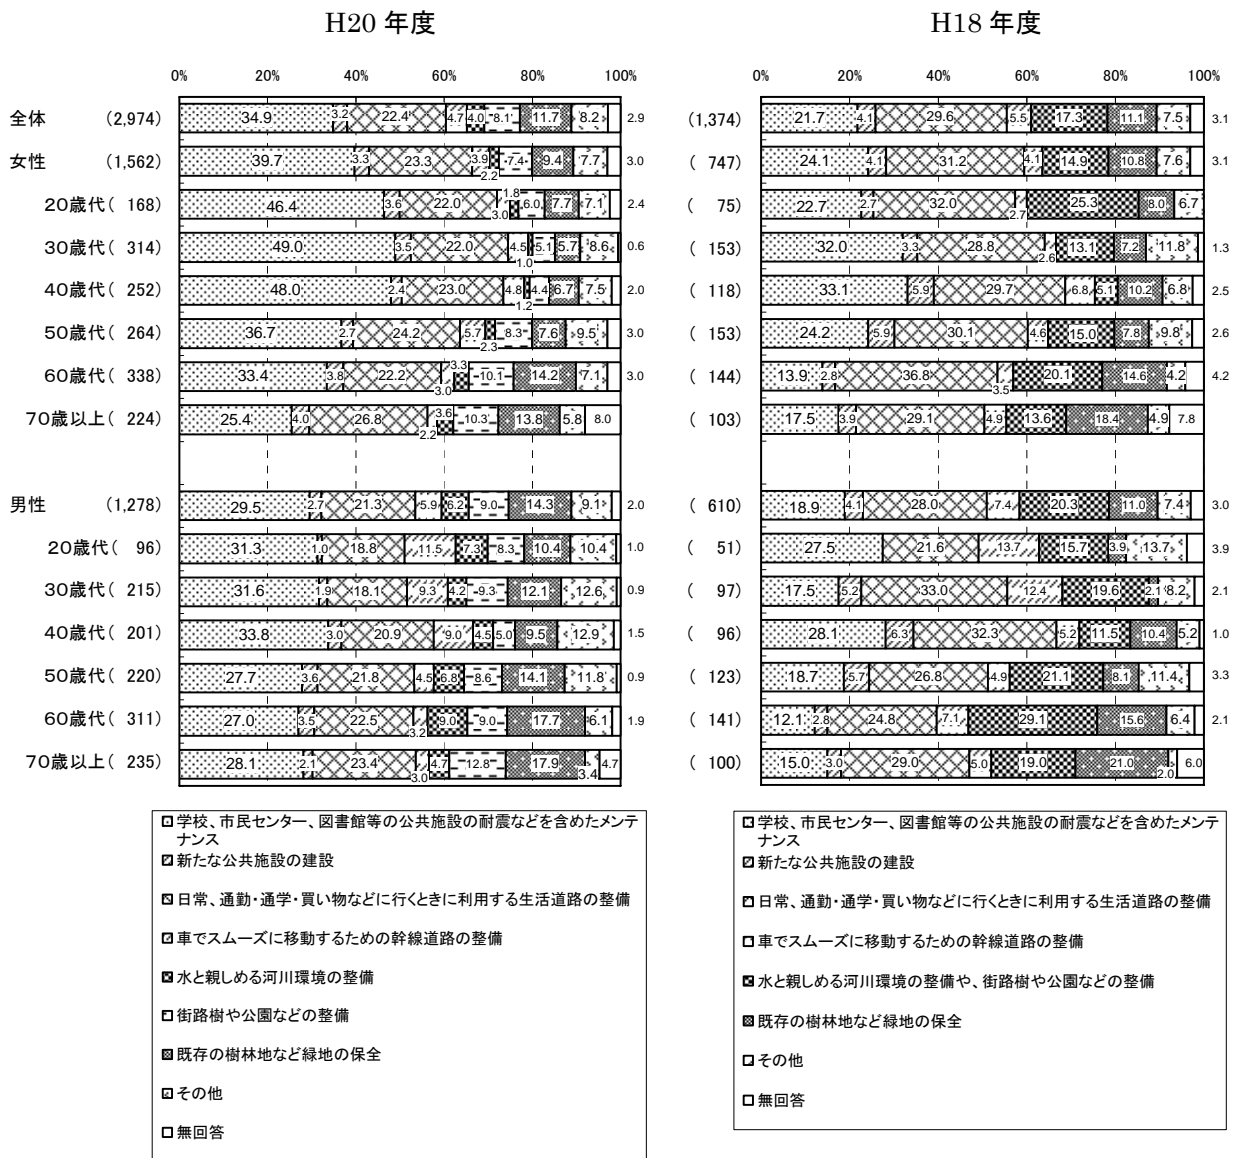 H20 年度
H18 年度
0% 20% 40% 60% 80% 100%
0% 20% 40% 60% 80% 100%
全体 (2,974) 34.9 3.2 22.4 4.7 4.0 8.1 11.7 8.2 2.9
(1,374) 21.7 4.1 29.6 5.5 17.3 11.1 7.5 3.1
女性 (1,562) 39.7 3.3 23.3 3.9 2.2 7.4 9.4 7.7 3.0
( 747) 24.1 4.1 31.2 4.1 14.9 10.8 7.6 3.1
20歳代( 168) 46.4 3.6 22.0 3.0 1.8 6.0 7.7 7.1 2.4
( 75) 22.7 2.7 32.0 2.7 25.3 8.0 6.7
30歳代( 314) 49.0 3.5 22.0 4.5 1.0 5.1 5.7 8.6 0.6
( 153) 32.0 3.3 28.8 2.6 13.1 7.2 11.8 1.3
40歳代( 252) 48.0 2.4 23.0 4.8 1.2 4.4 6.7 7.5 2.0
( 118) 33.1 5.9 29.7 6.8 5.1 10.2 6.8 2.5
50歳代( 264) 36.7 2.7 24.2 5.7 2.3 8.3 7.6 9.5 3.0
( 153) 24.2 5.9 30.1 4.6 15.0 7.8 9.8 2.6
60歳代( 338) 33.4 3.8 22.2 3.0 3.3 10.1 14.2 7.1 3.0
( 144) 13.9 2.8 36.8 3.5 20.1 14.6 4.2 4.2
70歳以上( 224) 25.4 4.0 26.8 2.2 3.6 10.3 13.8 5.8 8.0
( 103) 17.5 3.9 29.1 4.9 13.6 18.4 4.9 7.8
男性 (1,278) 29.5 2.7 21.3 5.9 6.2 9.0 14.3 9.1 2.0
( 610) 18.9 4.1 28.0 7.4 20.3 11.0 7.4 3.0
20歳代( 96) 31.3 1.0 18.8 11.5 7.3 8.3 10.4 10.4 1.0
( 51) 27.5 21.6 13.7 15.7 3.9 13.7 3.9
30歳代( 215) 31.6 1.9 18.1 9.3 4.2 9.3 12.1 12.6 0.9
( 97) 17.5 5.2 33.0 12.4 19.6 2.1 8.2 2.1
40歳代( 201) 33.8 3.0 20.9 9.0 4.5 5.0 9.5 12.9 1.5
( 96) 28.1 6.3 32.3 5.2 11.5 10.4 5.2 1.0
50歳代( 220) 27.7 3.6 21.8 4.5 6.8 8.6 14.1 11.8 0.9
( 123) 18.7 5.7 26.8 4.9 21.1 8.1 11.4 3.3
60歳代( 311) 27.0 3.5 22.5 3.2 9.0 9.0 17.7 6.1 1.9
( 141) 12.1 2.8 24.8 7.1 29.1 15.6 6.4 2.1
70歳以上( 235) 28.1 2.1 23.4 3.0 4.7 12.8 17.9 3.4 4.7
( 100) 15.0 3.0 29.0 5.0 19.0 21.0 2.0 6.0
学校、市民センター、図書館等の公共施設の耐震などを含めたメンテ
ナンス
新たな公共施設の建設
日常、通勤・通学・買い物などに行くときに利用する生活道路の整備
車でスムーズに移動するための幹線道路の整備
水と親しめる河川環境の整備
街路樹や公園などの整備
既存の樹林地など緑地の保全
その他
無回答
学校、市民センター、図書館等の公共施設の耐震などを含めたメンテ
ナンス
新たな公共施設の建設
日常、通勤・通学・買い物などに行くときに利用する生活道路の整備
車でスムーズに移動するための幹線道路の整備
水と親しめる河川環境の整備や、街路樹や公園などの整備
既存の樹林地など緑地の保全
その他
無回答